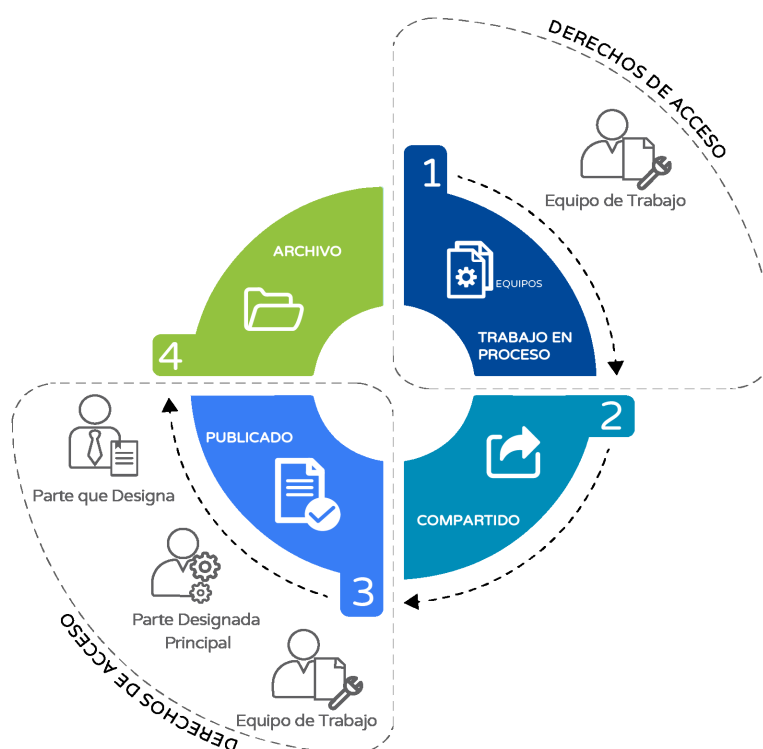 DERECHOS DE ACCESO
Equipo de Trabajo
1
EQUIPOS
TRABAJO EN
PROCESO
2
COMPARTIDO
3
PUBLICADO
4
ARCHIVO
Parte que Designa
Parte Designada
Principal
Equipo de Trabajo
DERECHOS DE ACCESO